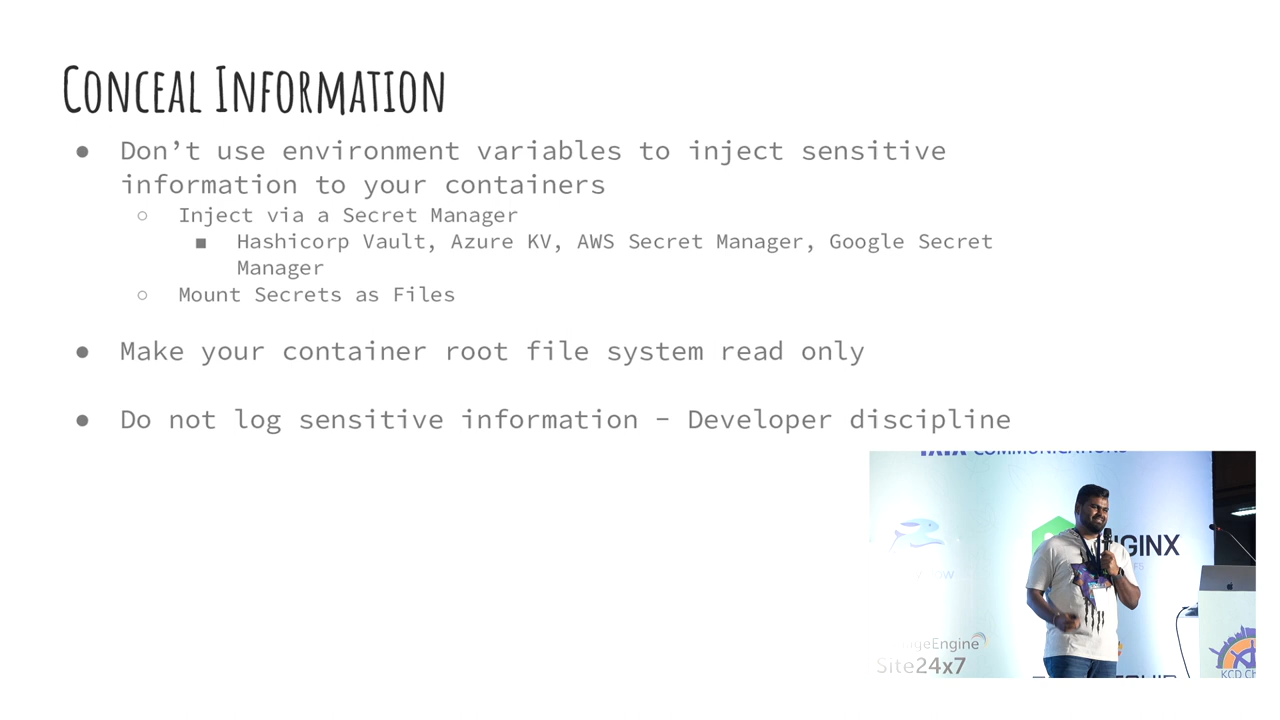 Conceal Information
● Don’t use environment variables to inject sensitive
information to your containers
○ Inject via a Secret Manager
■ Hashicorp Vault, Azure KV, AWS Secret Manager, Google Secret
Manager
○ Mount Secrets as Files
● Make your container root file system read only
● Do not log sensitive information – Developer discipline
COMMUNICATIONS
Site24x7